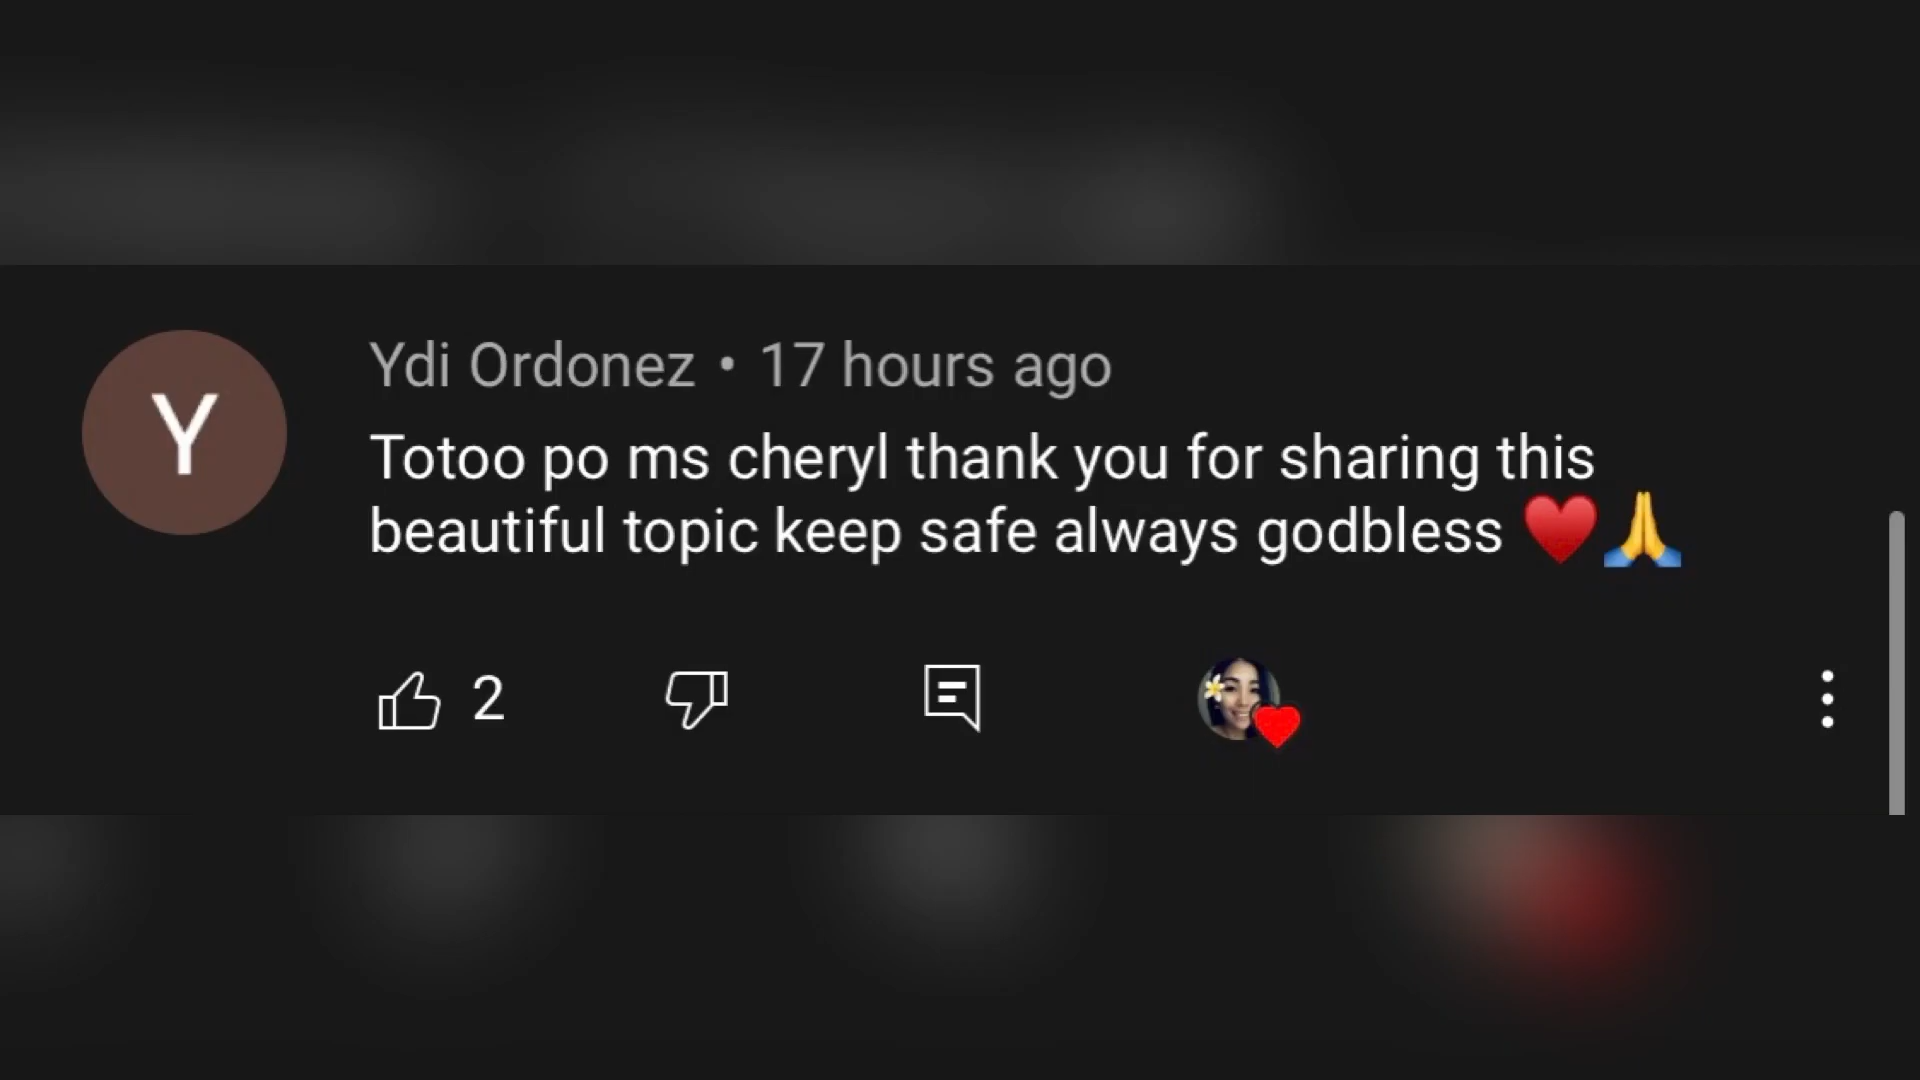 Y
Ydi Ordonez • 17 hours ago
Totoo po ms cheryl thank you for sharing this
beautiful topic keep safe always godbless ♥️🙏
2